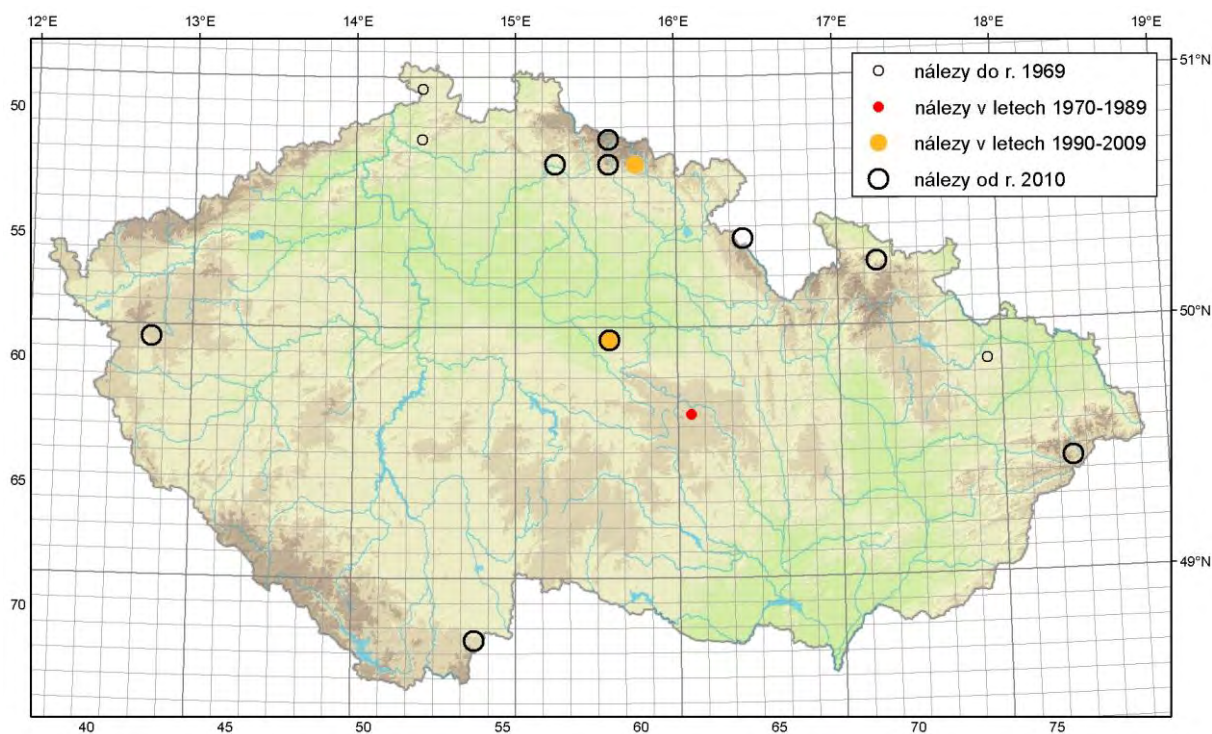 12°E 13°E 14°E 15°E 16°E 17°E 18°E 19°E
nálezy do r. 1969
nálezy v letech 1970-1989
nálezy v letech 1990-2009
nálezy od r. 2010
51°N
50
55
50°N
60
65
49°N
70
40 45 50 55 60 65 70 75